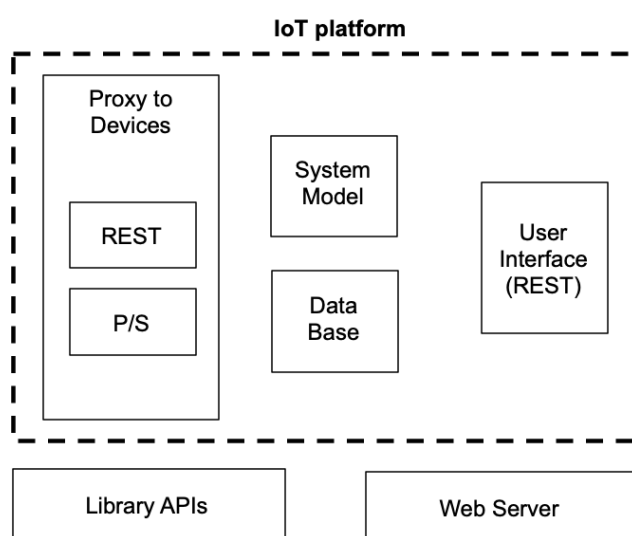 IoT platform
Proxy to
Devices
REST
P/S
System
Model
Data
Base
User
Interface
(REST)
Library APIs
Web Server